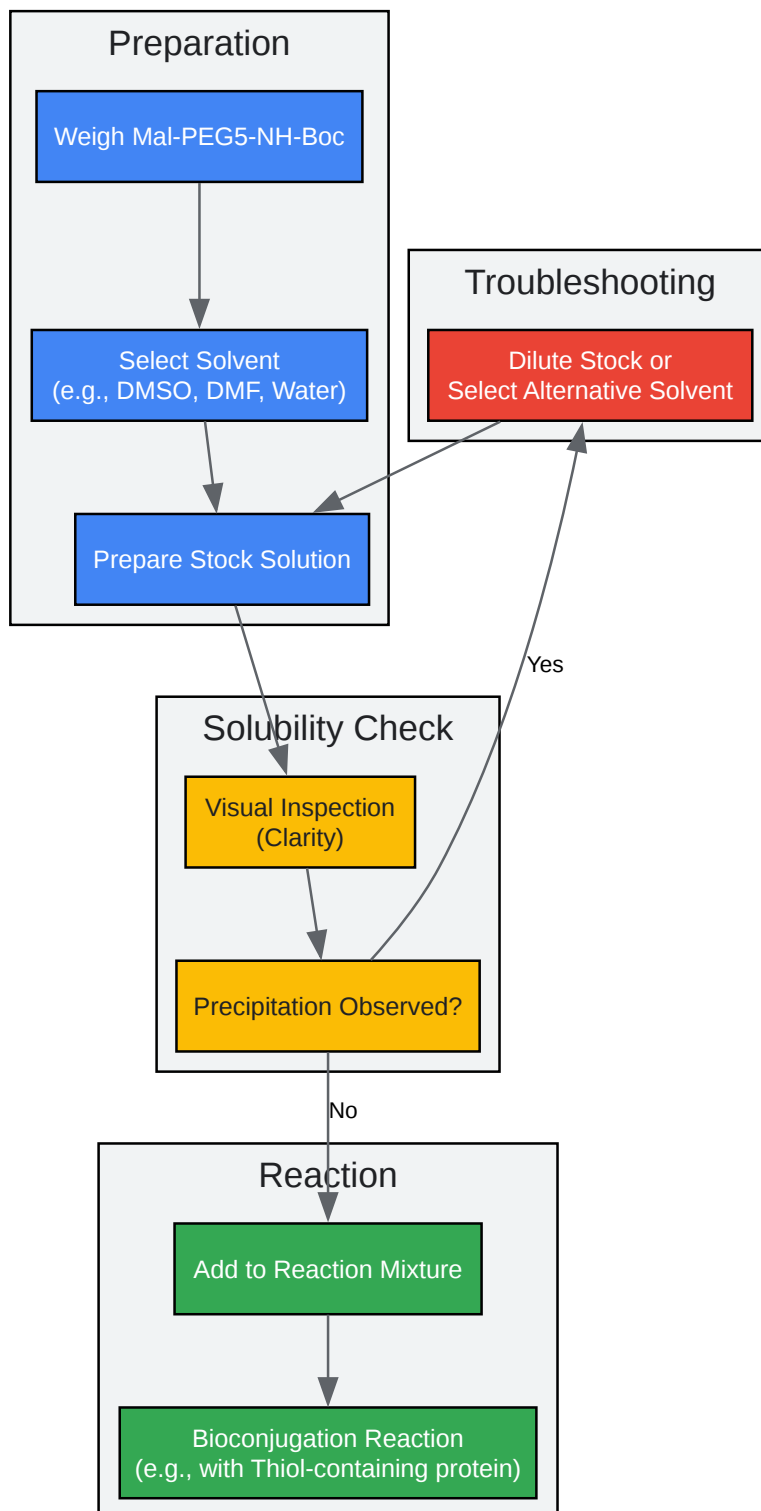 Preparation
Weigh Mal-PEG5-NH-Boc
Select Solvent
(e.g., DMSO, DMF, Water)
Prepare Stock Solution
Troubleshooting
Dilute Stock or
Select Alternative Solvent
Yes
Solubility Check
Visual Inspection
(Clarity)
Precipitation Observed?
No
Reaction
Add to Reaction Mixture
Bioconjugation Reaction
(e.g., with Thiol-containing protein)